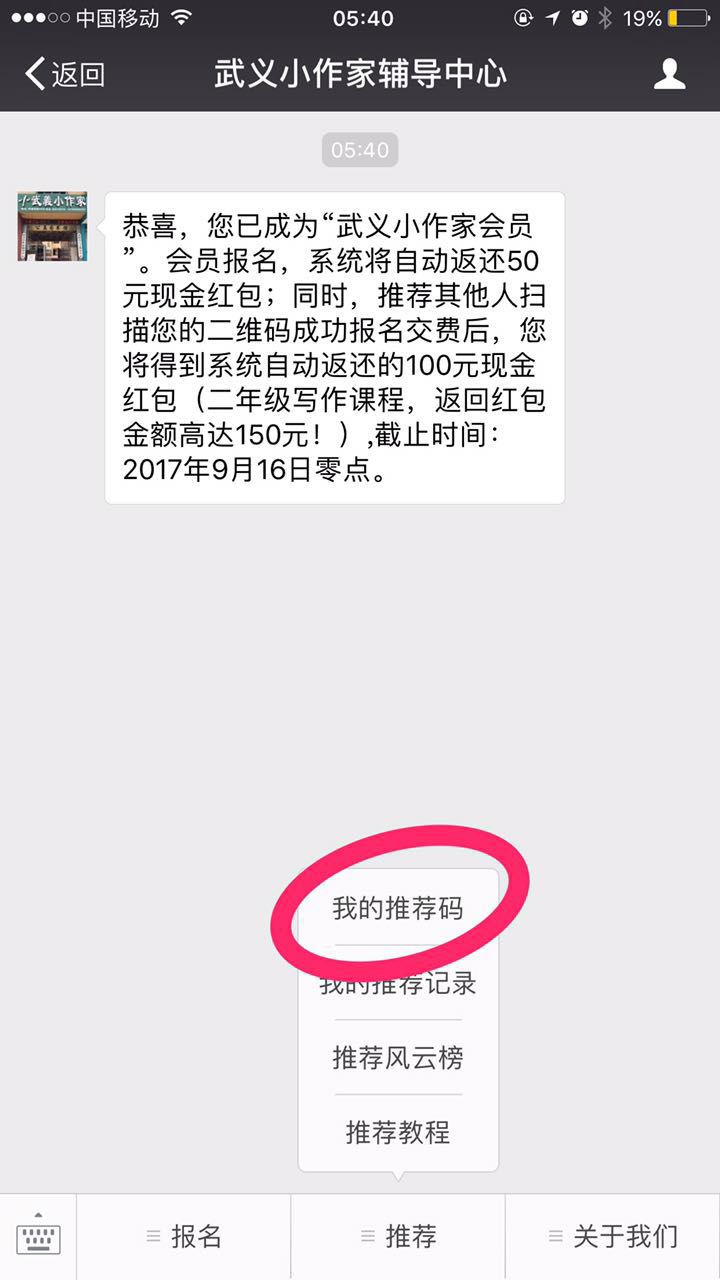 中国移动
05:40
19%
返回
武义小作家辅导中心
05:40
小武義小作家
恭喜，您已成为“武义小作家会员
”。会员报名，系统将自动返还50
元现金红包；同时，推荐其他人扫
描您的二维码成功报名交费后，您
将得到系统自动返还的100元现金
红包（二年级写作课程，返回红包
金额高达150元！）,截止时间：
2017年9月16日零点。
我的推荐码
我的推荐记录
推荐风云榜
推荐教程
报名
推荐
关于我们